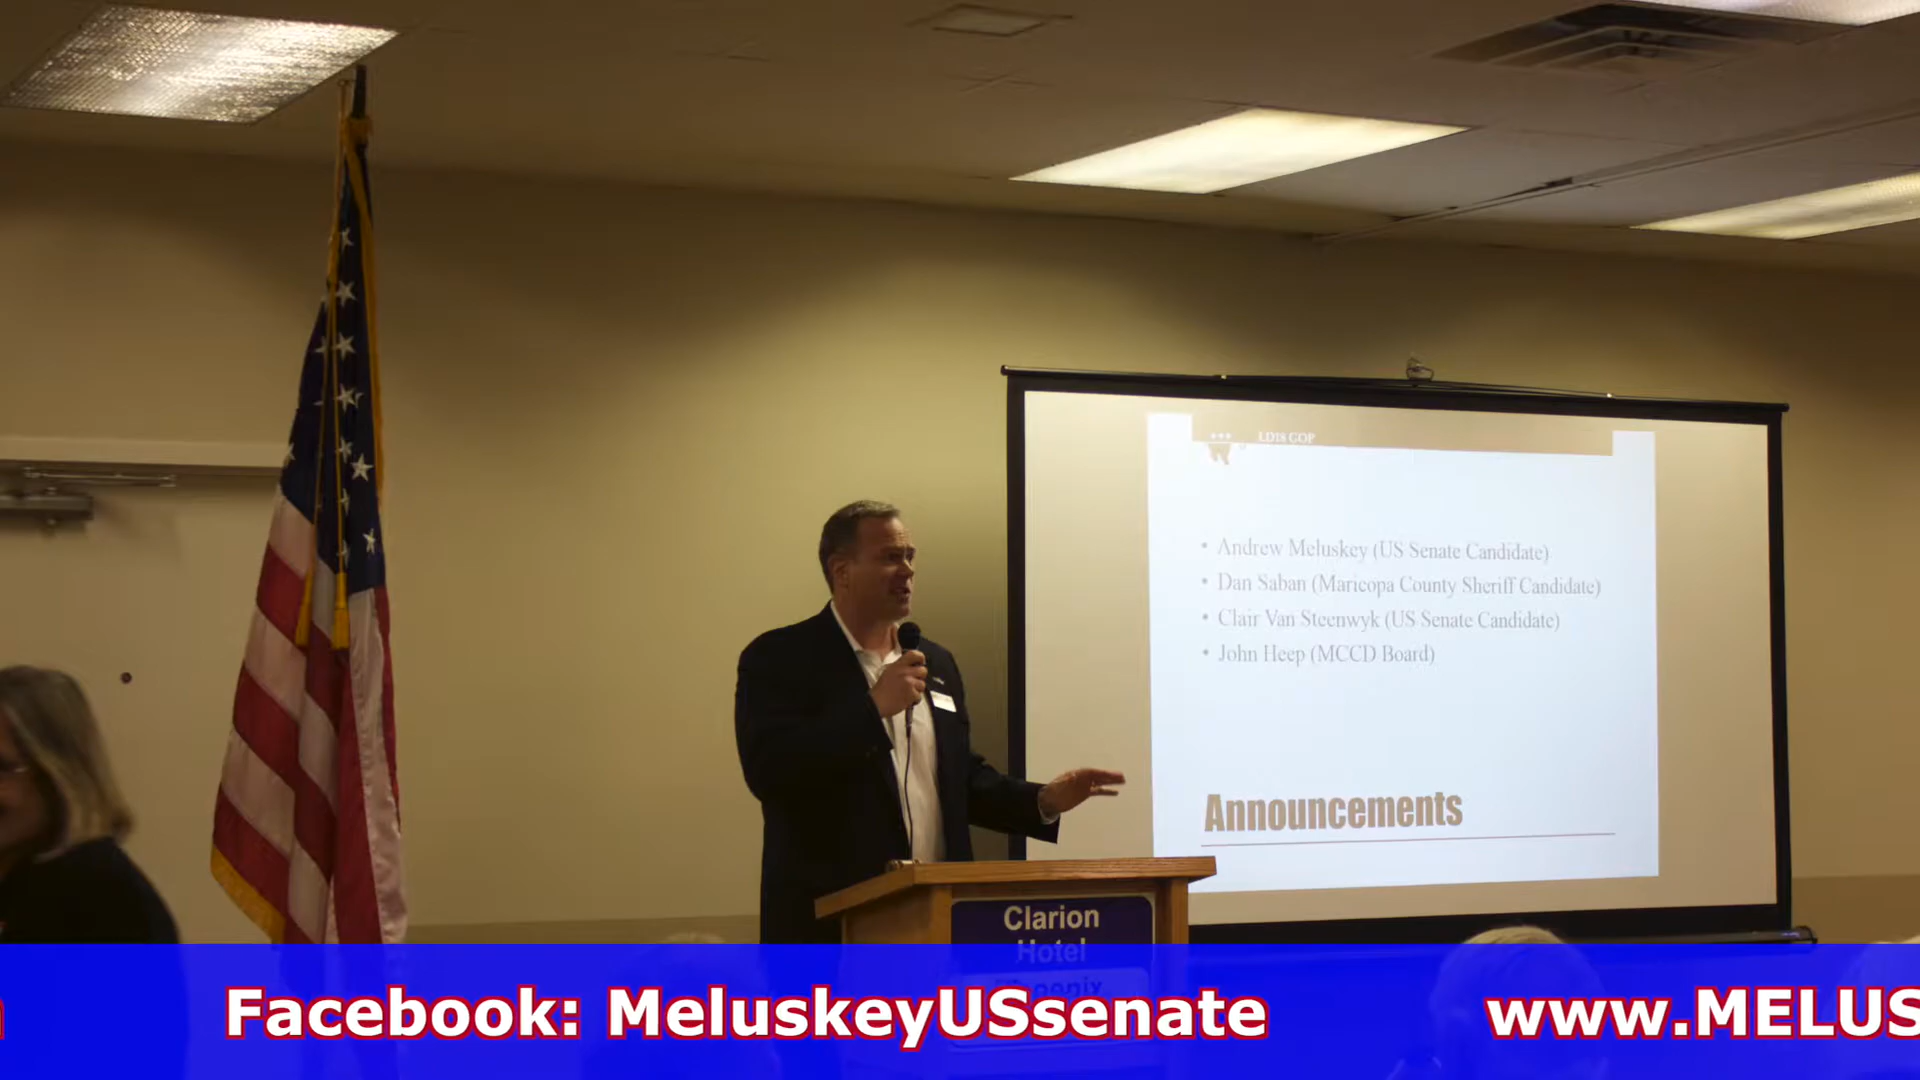 LD18 GOP
• Andrew Meluskey (US Senate Candidate)
• Dan Saban (Maricopa County Sheriff Candidate)
• Clair Van Steenwyk (US Senate Candidate)
• John Heep (MCCD Board)
Announcements
Clarion
Hotel
Phoenix
Facebook: MeluskeyUSsenate
www.MELUS